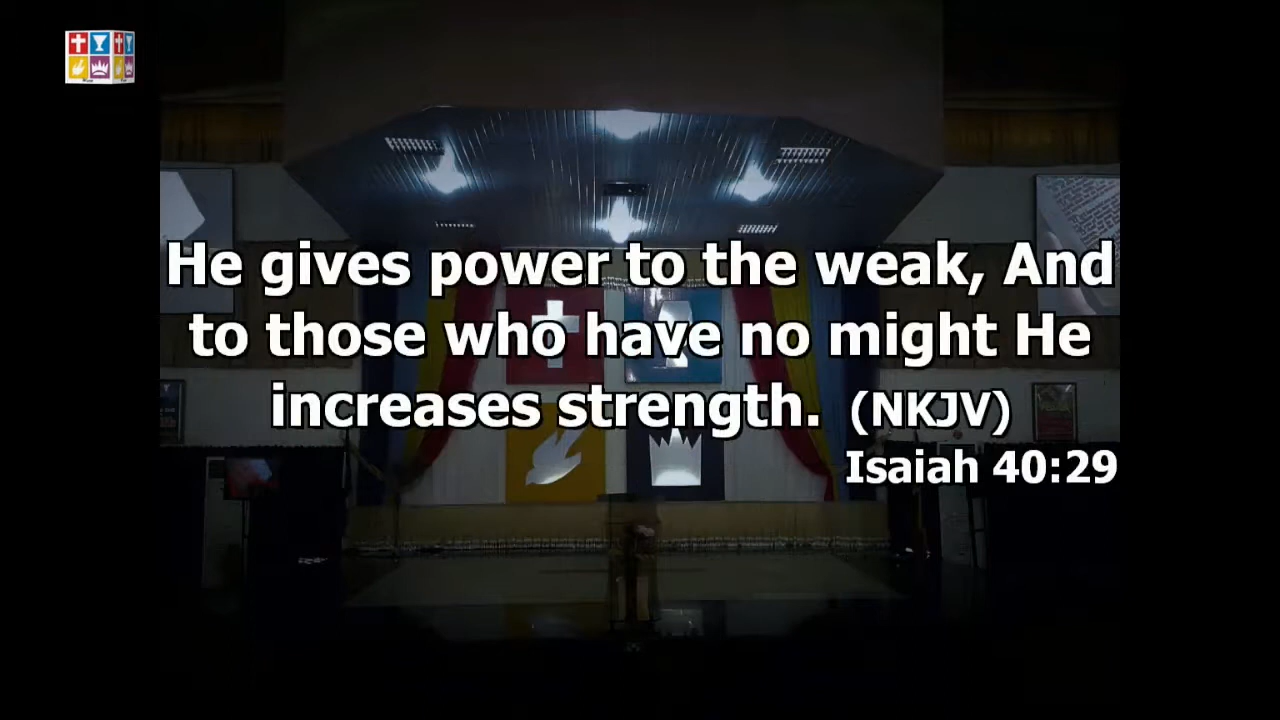 He gives power to the weak, And
to those who have no might He
increases strength. (NKJV)
Isaiah 40:29